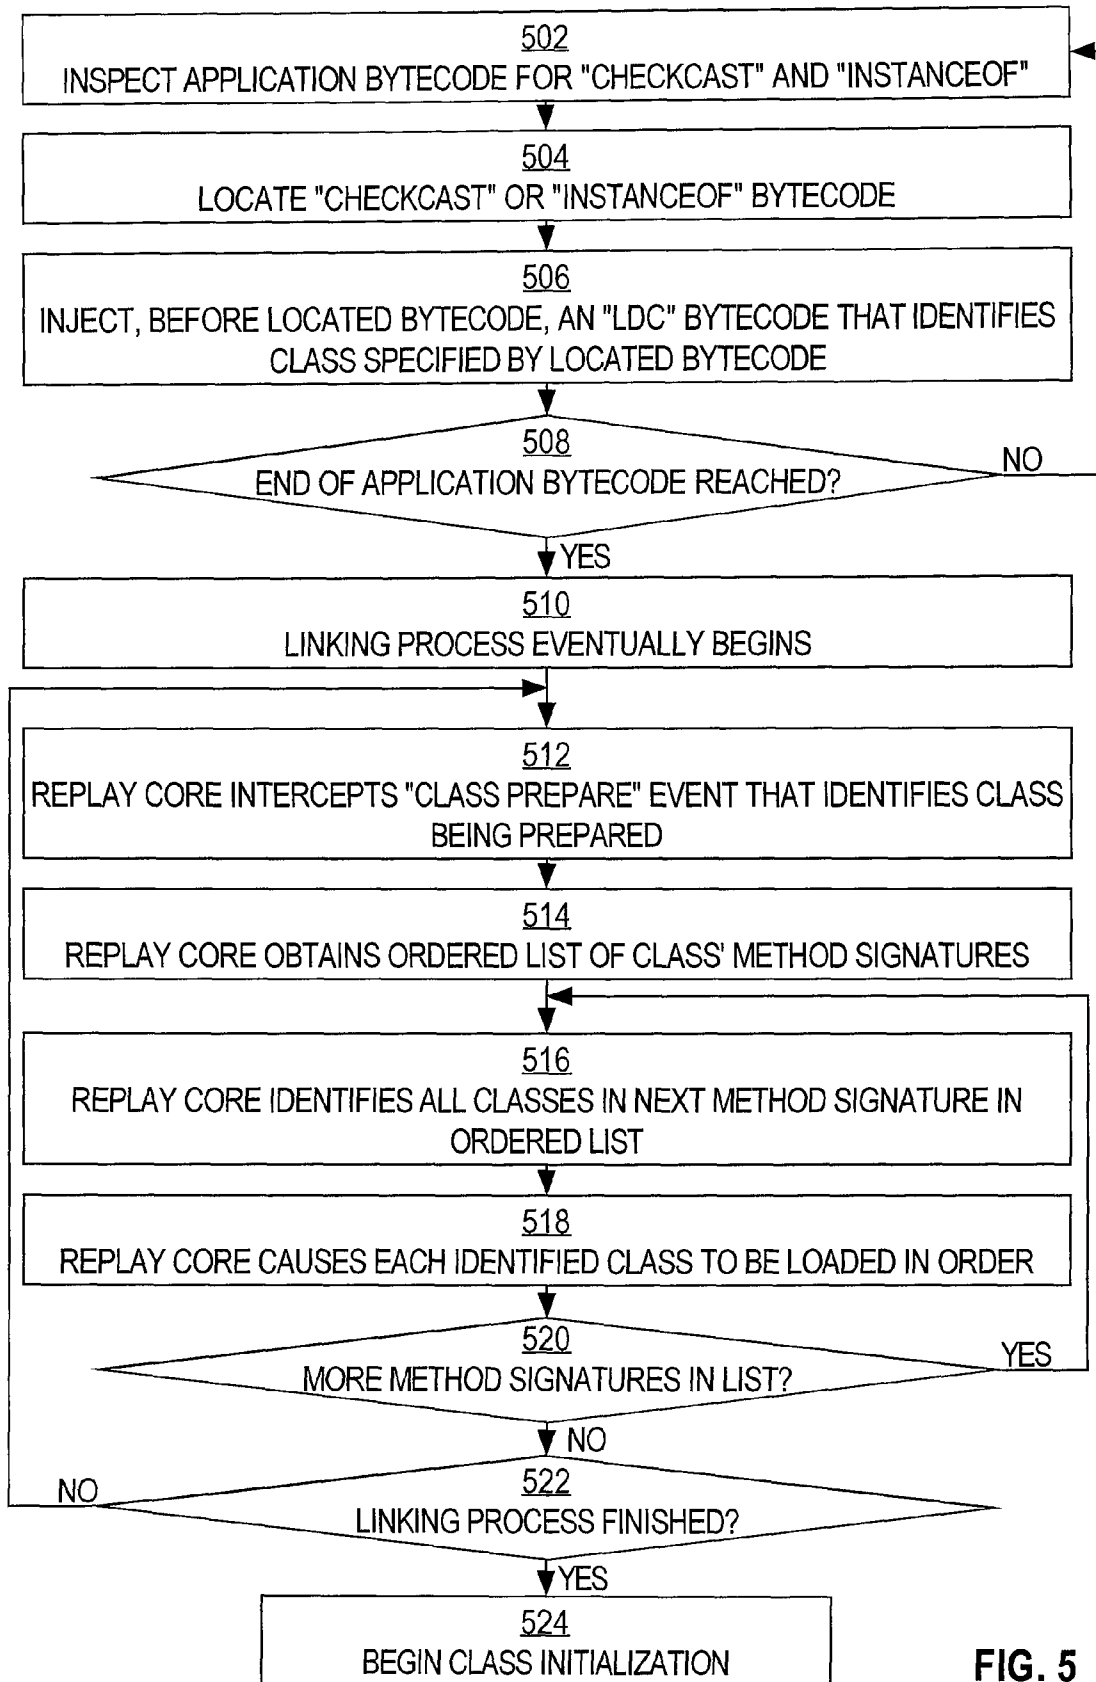 502
INSPECT APPLICATION BYTECODE FOR "CHECKCAST" AND "INSTANCEOF"
504
LOCATE "CHECKCAST" OR "INSTANCEOF" BYTECODE
506
INJECT, BEFORE LOCATED BYTECODE, AN "LDC" BYTECODE THAT IDENTIFIES
CLASS SPECIFIED BY LOCATED BYTECODE
508
END OF APPLICATION BYTECODE REACHED?
NO
YES
510
LINKING PROCESS EVENTUALLY BEGINS
512
REPLAY CORE INTERCEPTS "CLASS PREPARE" EVENT THAT IDENTIFIES CLASS
BEING PREPARED
514
REPLAY CORE OBTAINS ORDERED LIST OF CLASS' METHOD SIGNATURES
516
REPLAY CORE IDENTIFIES ALL CLASSES IN NEXT METHOD SIGNATURE IN
ORDERED LIST
518
REPLAY CORE CAUSES EACH IDENTIFIED CLASS TO BE LOADED IN ORDER
520
MORE METHOD SIGNATURES IN LIST?
YES
NO
522
LINKING PROCESS FINISHED?
NO
YES
524
BEGIN CLASS INITIALIZATION
FIG. 5